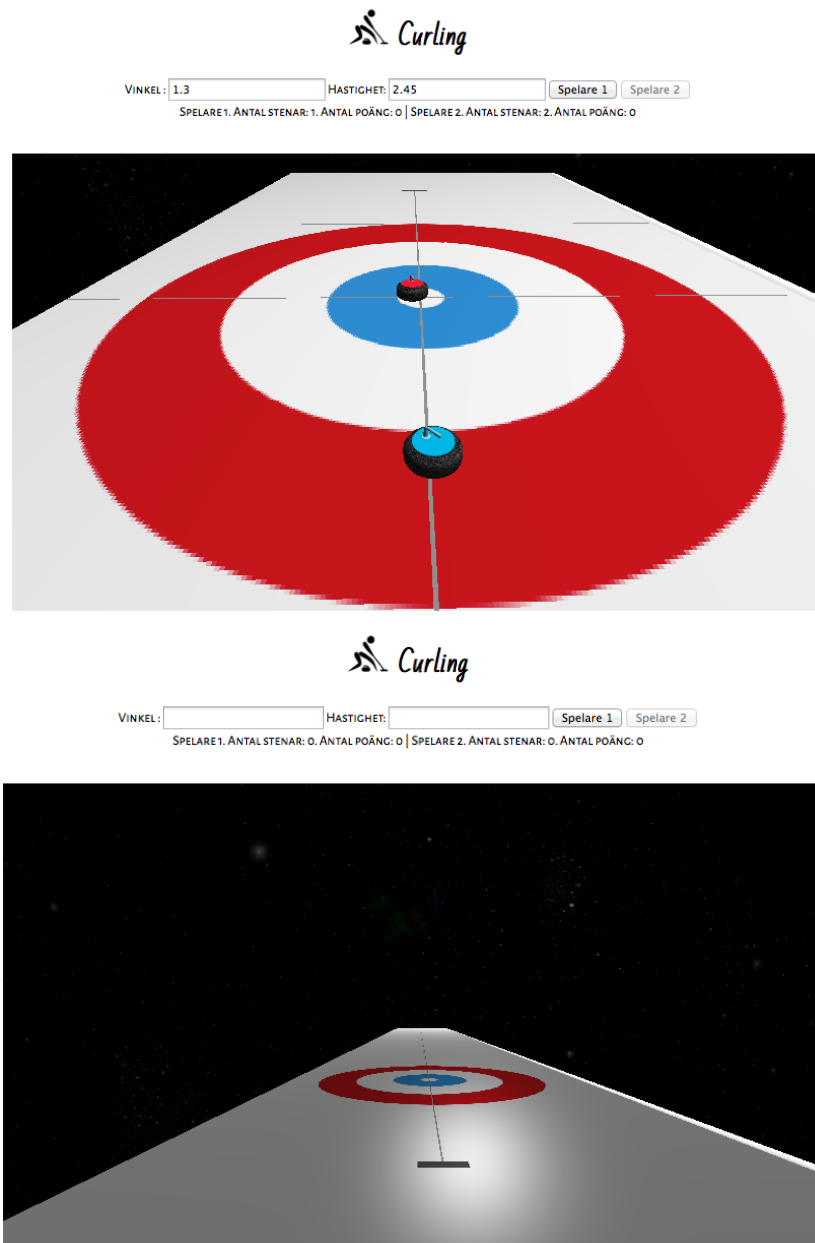 Curling
Vinkel: 1.3 Hastighet: 2.45 Spelare 1 Spelare 2
Spelare 1. Antal stenar: 1. Antal poäng: 0 | Spelare 2. Antal stenar: 2. Antal poäng: 0
Curling
Vinkel: Hastighet: Spelare 1 Spelare 2
Spelare 1. Antal stenar: 0. Antal poäng: 0 | Spelare 2. Antal stenar: 0. Antal poäng: 0